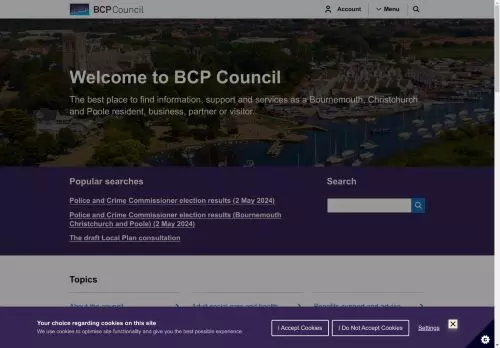 BCP Council
Account
Menu
Welcome to BCP Council
The best place to find information, support and services as a Bournemouth, Christchurch
and Poole resident, business, partner or visitor.
Popular searches
Search
Police and Crime Commissioner election results (2 May 2024)
Police and Crime Commissioner election results (Bournemouth
Christchurch and Poole) (2 May 2024)
The draft Local Plan consultation
Topics
About the council
Adult social care and health
Benefits support and advice
Your choice regarding cookies on this site
We use cookies to optimise site functionality and give you the best possible experience.
I Accept Cookies
I Do Not Accept Cookies
Settings